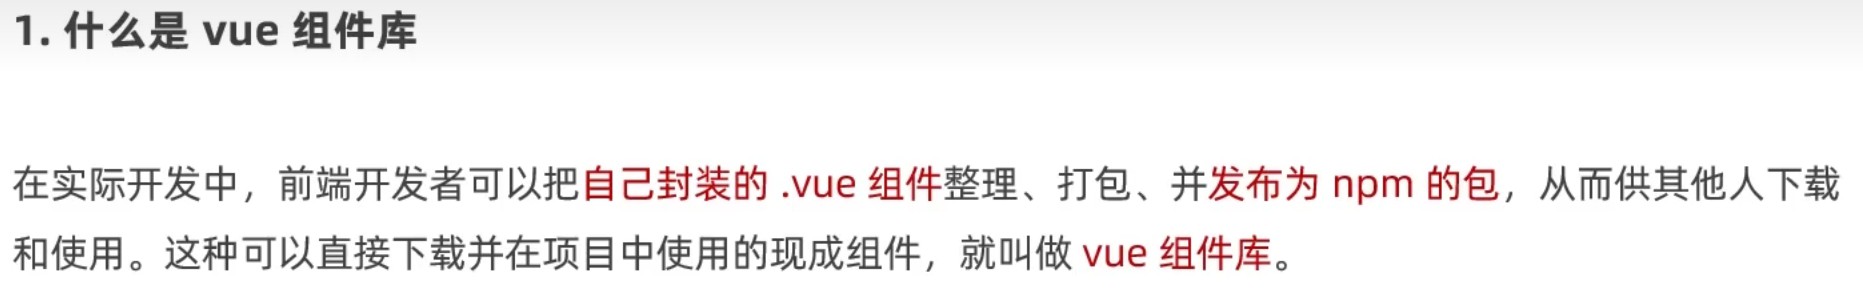 1. 什么是 vue 组件库
在实际开发中，前端开发者可以把自己封装的 .vue 组件整理、打包、并发布为 npm 的包，从而供其他人下载
和使用。这种可以直接下载并在项目中使用的现成组件，就叫做 vue 组件库。